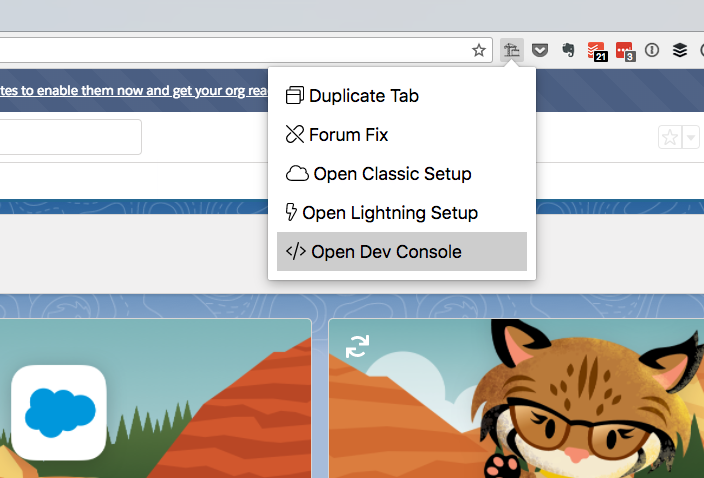 21
3
tes to enable them now and get your org rea
Duplicate Tab
Forum Fix
Open Classic Setup
Open Lightning Setup
</> Open Dev Console